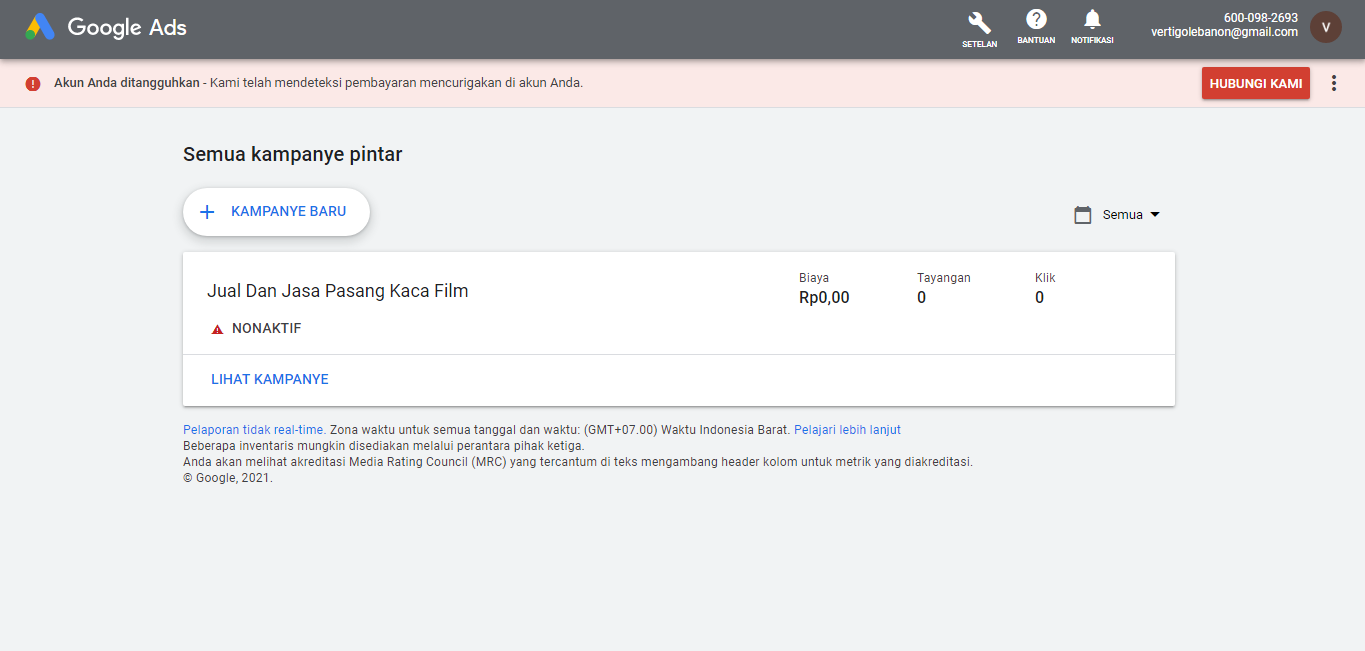 Google Ads
SETELAN
BANTUAN
NOTIFIKASI
600-098-2693
vertigolebanon@gmail.com
V
Akun Anda ditangguhkan - Kami telah mendeteksi pembayaran mencurigakan di akun Anda.
HUBUNGI KAMI
Semua kampanye pintar
KAMPANYE BARU
Semua
Jual Dan Jasa Pasang Kaca Film
Biaya
Rp0,00
Tayangan
0
Klik
0
NONAKTIF
LIHAT KAMPANYE
Pelaporan tidak real-time. Zona waktu untuk semua tanggal dan waktu: (GMT+07.00) Waktu Indonesia Barat. Pelajari lebih lanjut
Beberapa inventaris mungkin disediakan melalui perantara pihak ketiga.
Anda akan melihat akreditasi Media Rating Council (MRC) yang tercantum di teks mengambang header kolom untuk metrik yang diakreditasi.
© Google, 2021.